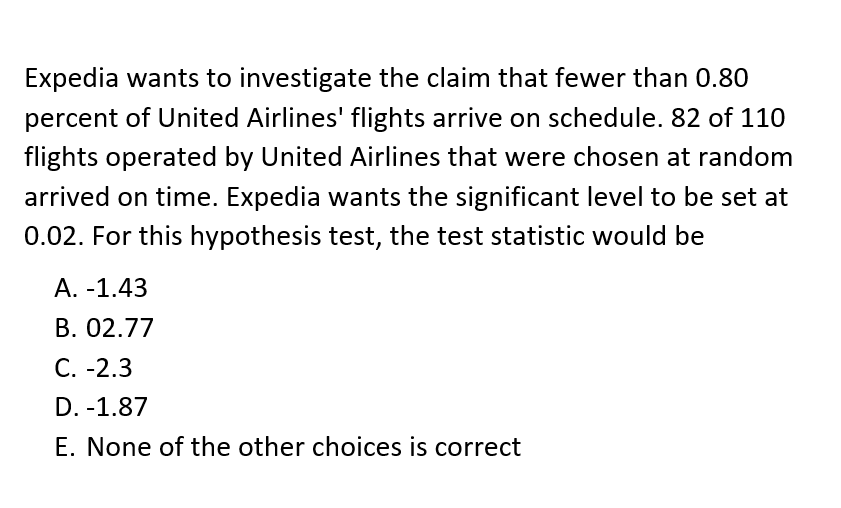 Expedia wants to investigate the claim that fewer than 0.80
percent of United Airlines' flights arrive on schedule. 82 of 110
flights operated by United Airlines that were chosen at random
arrived on time. Expedia wants the significant level to be set at
0.02. For this hypothesis test, the test statistic would be
A. -1.43
B. 02.77
C. -2.3
D. -1.87
E. None of the other choices is correct